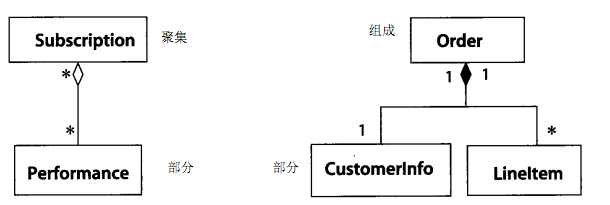 Subscription 聚集
*
*
Performance 部分
组成 Order
1 1
1 *
部分 CustomerInfo LineItem